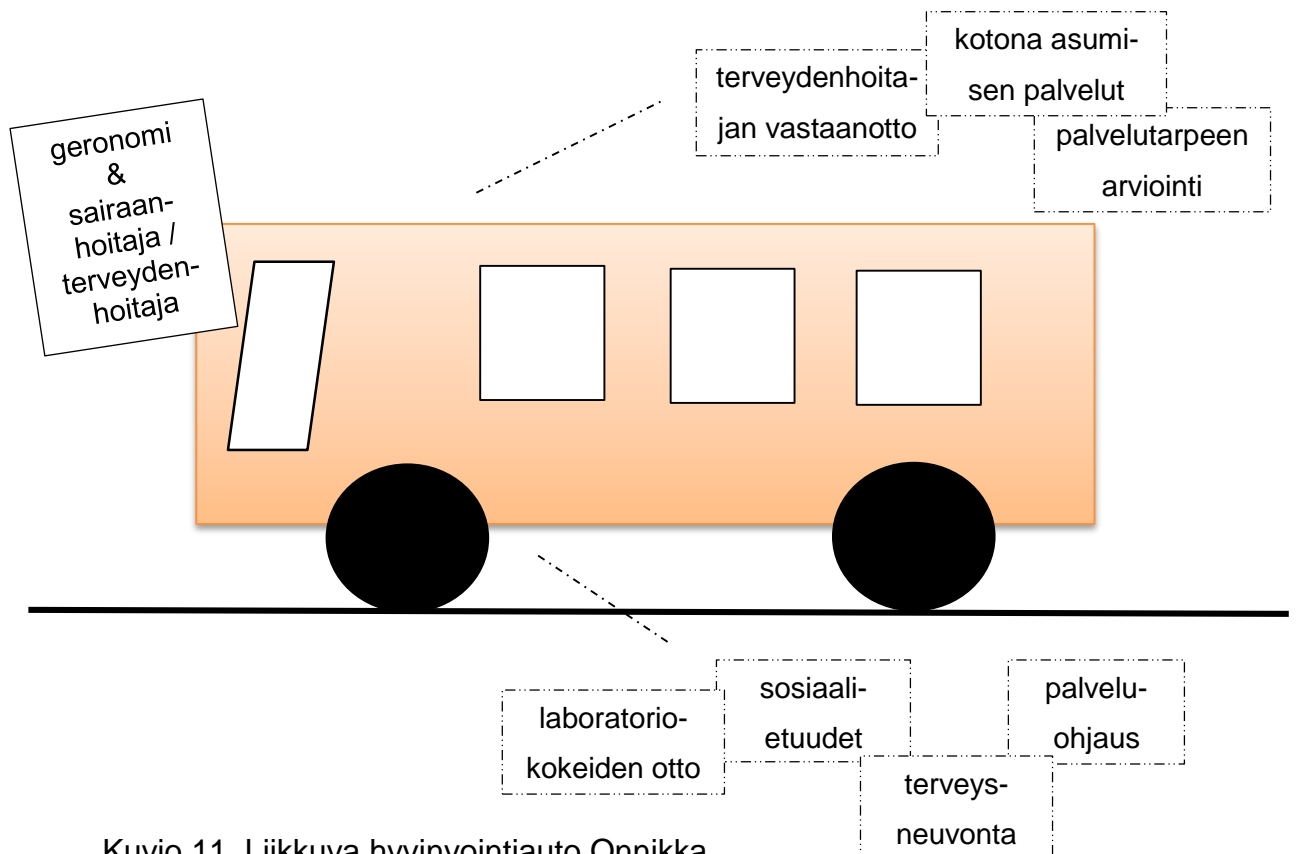 geronomi
&
sairaan-
hoitaja /
terveyden-
hoitaja
terveydenhoita-
jan vastaanotto
kotona asumi-
sen palvelut
palvelutarpeen
arviointi
laboratorio-
kokeiden otto
sosiaali-
etuudet
terveys-
neuvonta
palvelu-
ohjaus
Kuvio 11. Liikkuva hyvinvointiauto Onnikka